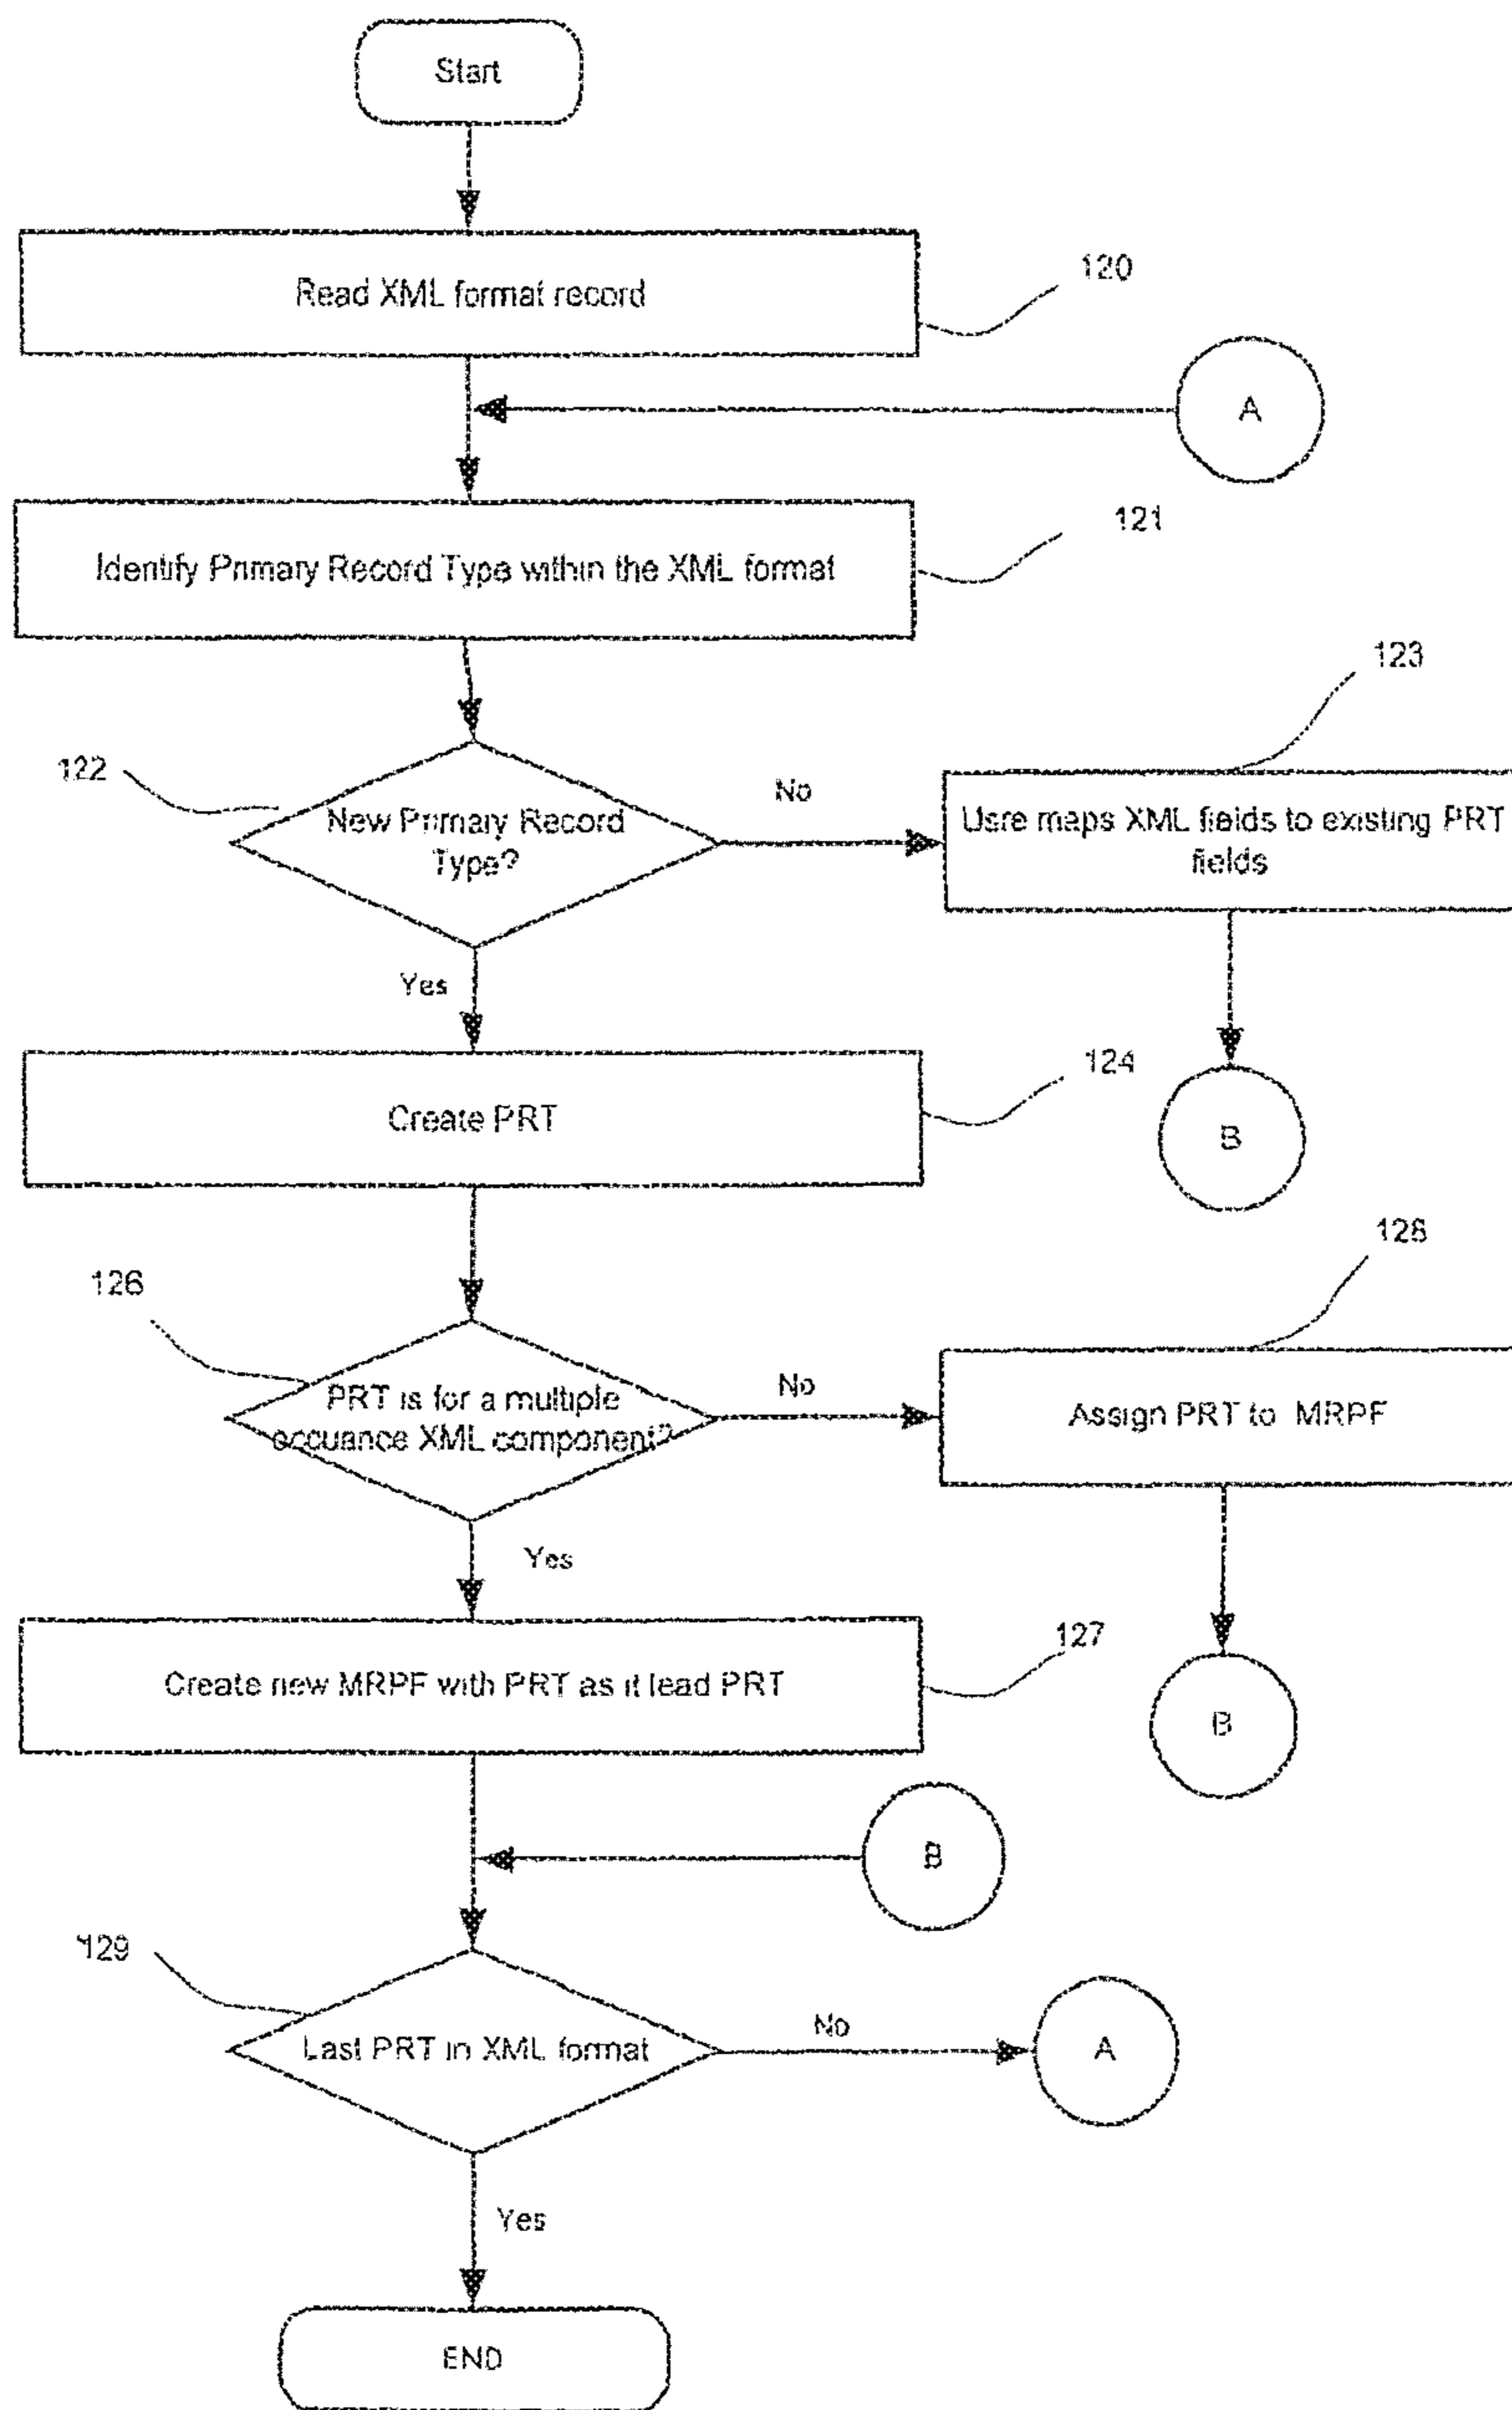 Start
Read XML format record
120
A
Identify Primary Record Type within the XML format
121
123
122
New Primary Record
Type?
No
Usre maps XML fields to existing PRT
fields
Yes
Create PRT
124
B
128
126
PRT is for a multiple
occuance XML component?
No
Assign PRT to MRPF
Yes
Create new MRPF with PRT as it lead PRT
127
B
B
129
Last PRT in XML format
No
A
Yes
END